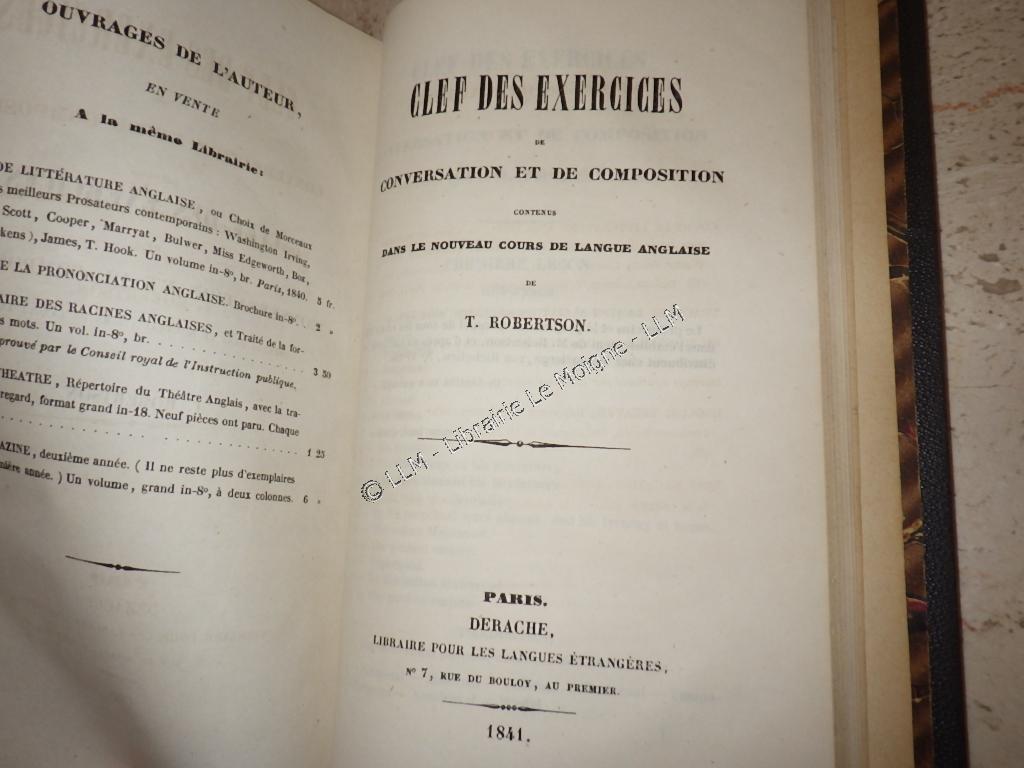 OUVRAGES DE L'AUTEUR,
EN VENTE
A la même Librairie:
DE LITTÉRATURE ANGLAISE, ou Choix de Morceaux
s meilleurs Prosateurs contemporains : Washington Irving,
Scott, Cooper, Marryat, Bulwer, Miss Edgeworth, Boz,
kens), James, T. Hook. Un volume in-8º, br. Paris, 1840. 5 fr.
E LA PRONONCIATION ANGLAISE. Brochure in-8º. . 2 »
AIRE DES RACINES ANGLAISES, et Traité de la for-
s mots. Un vol. in-8º, br. . . . . . . . . . . . . . 3 50
prouvé par le Conseil royal de l'Instruction publique.
THEATRE, Répertoire du Théâtre Anglais, avec la tra-
regard, format grand in-18. Neuf pièces ont paru. Chaque
. . . . . . . . . . . . . . . . . . . . . 1 25
AZINE, deuxième année. ( Il ne reste plus d'exemplaires
mière année. ) Un volume, grand in-8º, à deux colonnes. 6 »
CLEF DES EXERCICES
DE
CONVERSATION ET DE COMPOSITION
CONTENUS
DANS LE NOUVEAU COURS DE LANGUE ANGLAISE
DE
T. ROBERTSON.
© LLM - Librairie Le Moigne - LLM
PARIS.
DERACHE,
LIBRAIRE POUR LES LANGUES ÉTRANGÈRES,
Nº 7, RUE DU BOULOY, AU PREMIER.
1841.